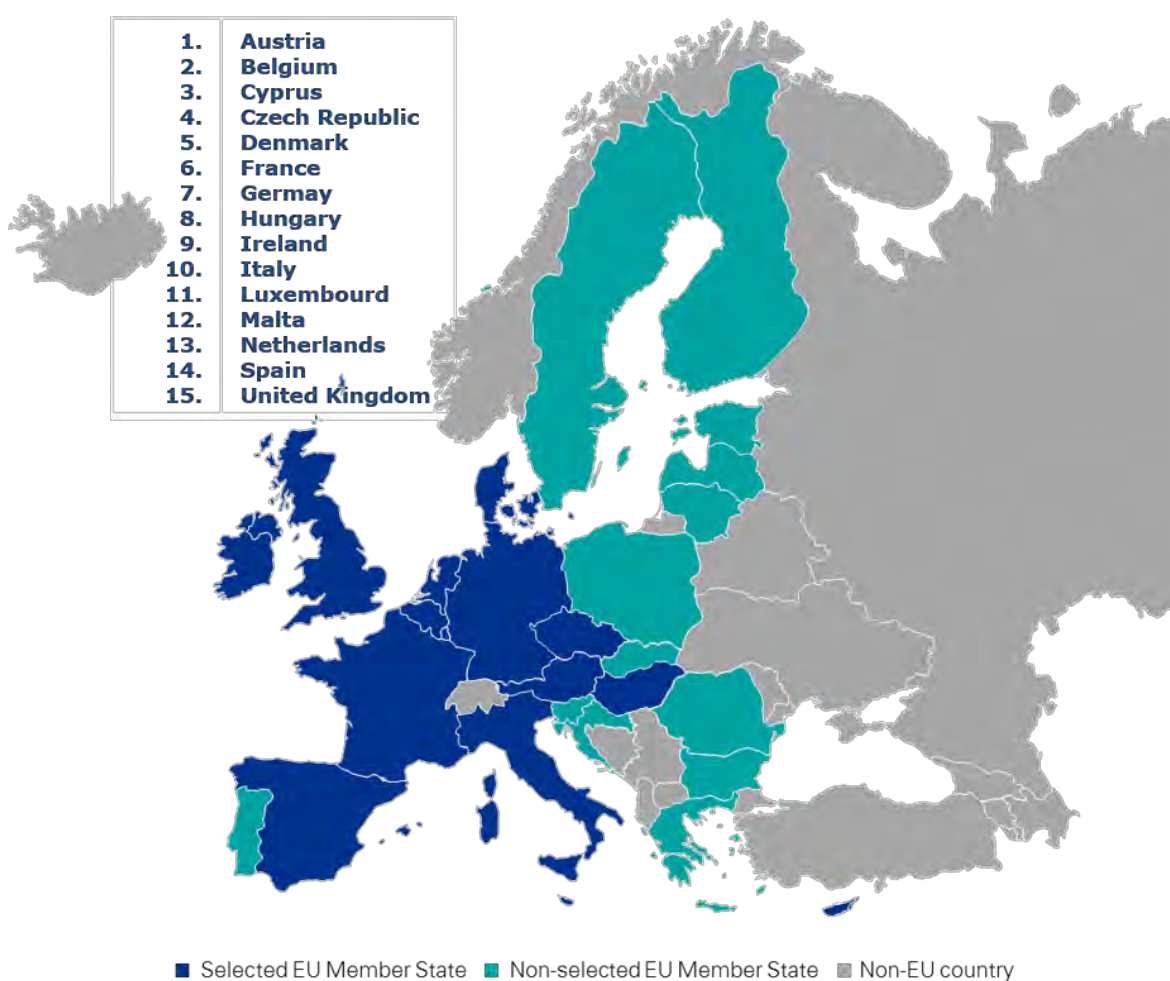 1. Austria
2. Belgium
3. Cyprus
4. Czech Republic
5. Denmark
6. France
7. Germay
8. Hungary
9. Ireland
10. Italy
11. Luxembourd
12. Malta
13. Netherlands
14. Spain
15. United Kingdom
Selected EU Member State Non-selected EU Member State Non-EU country